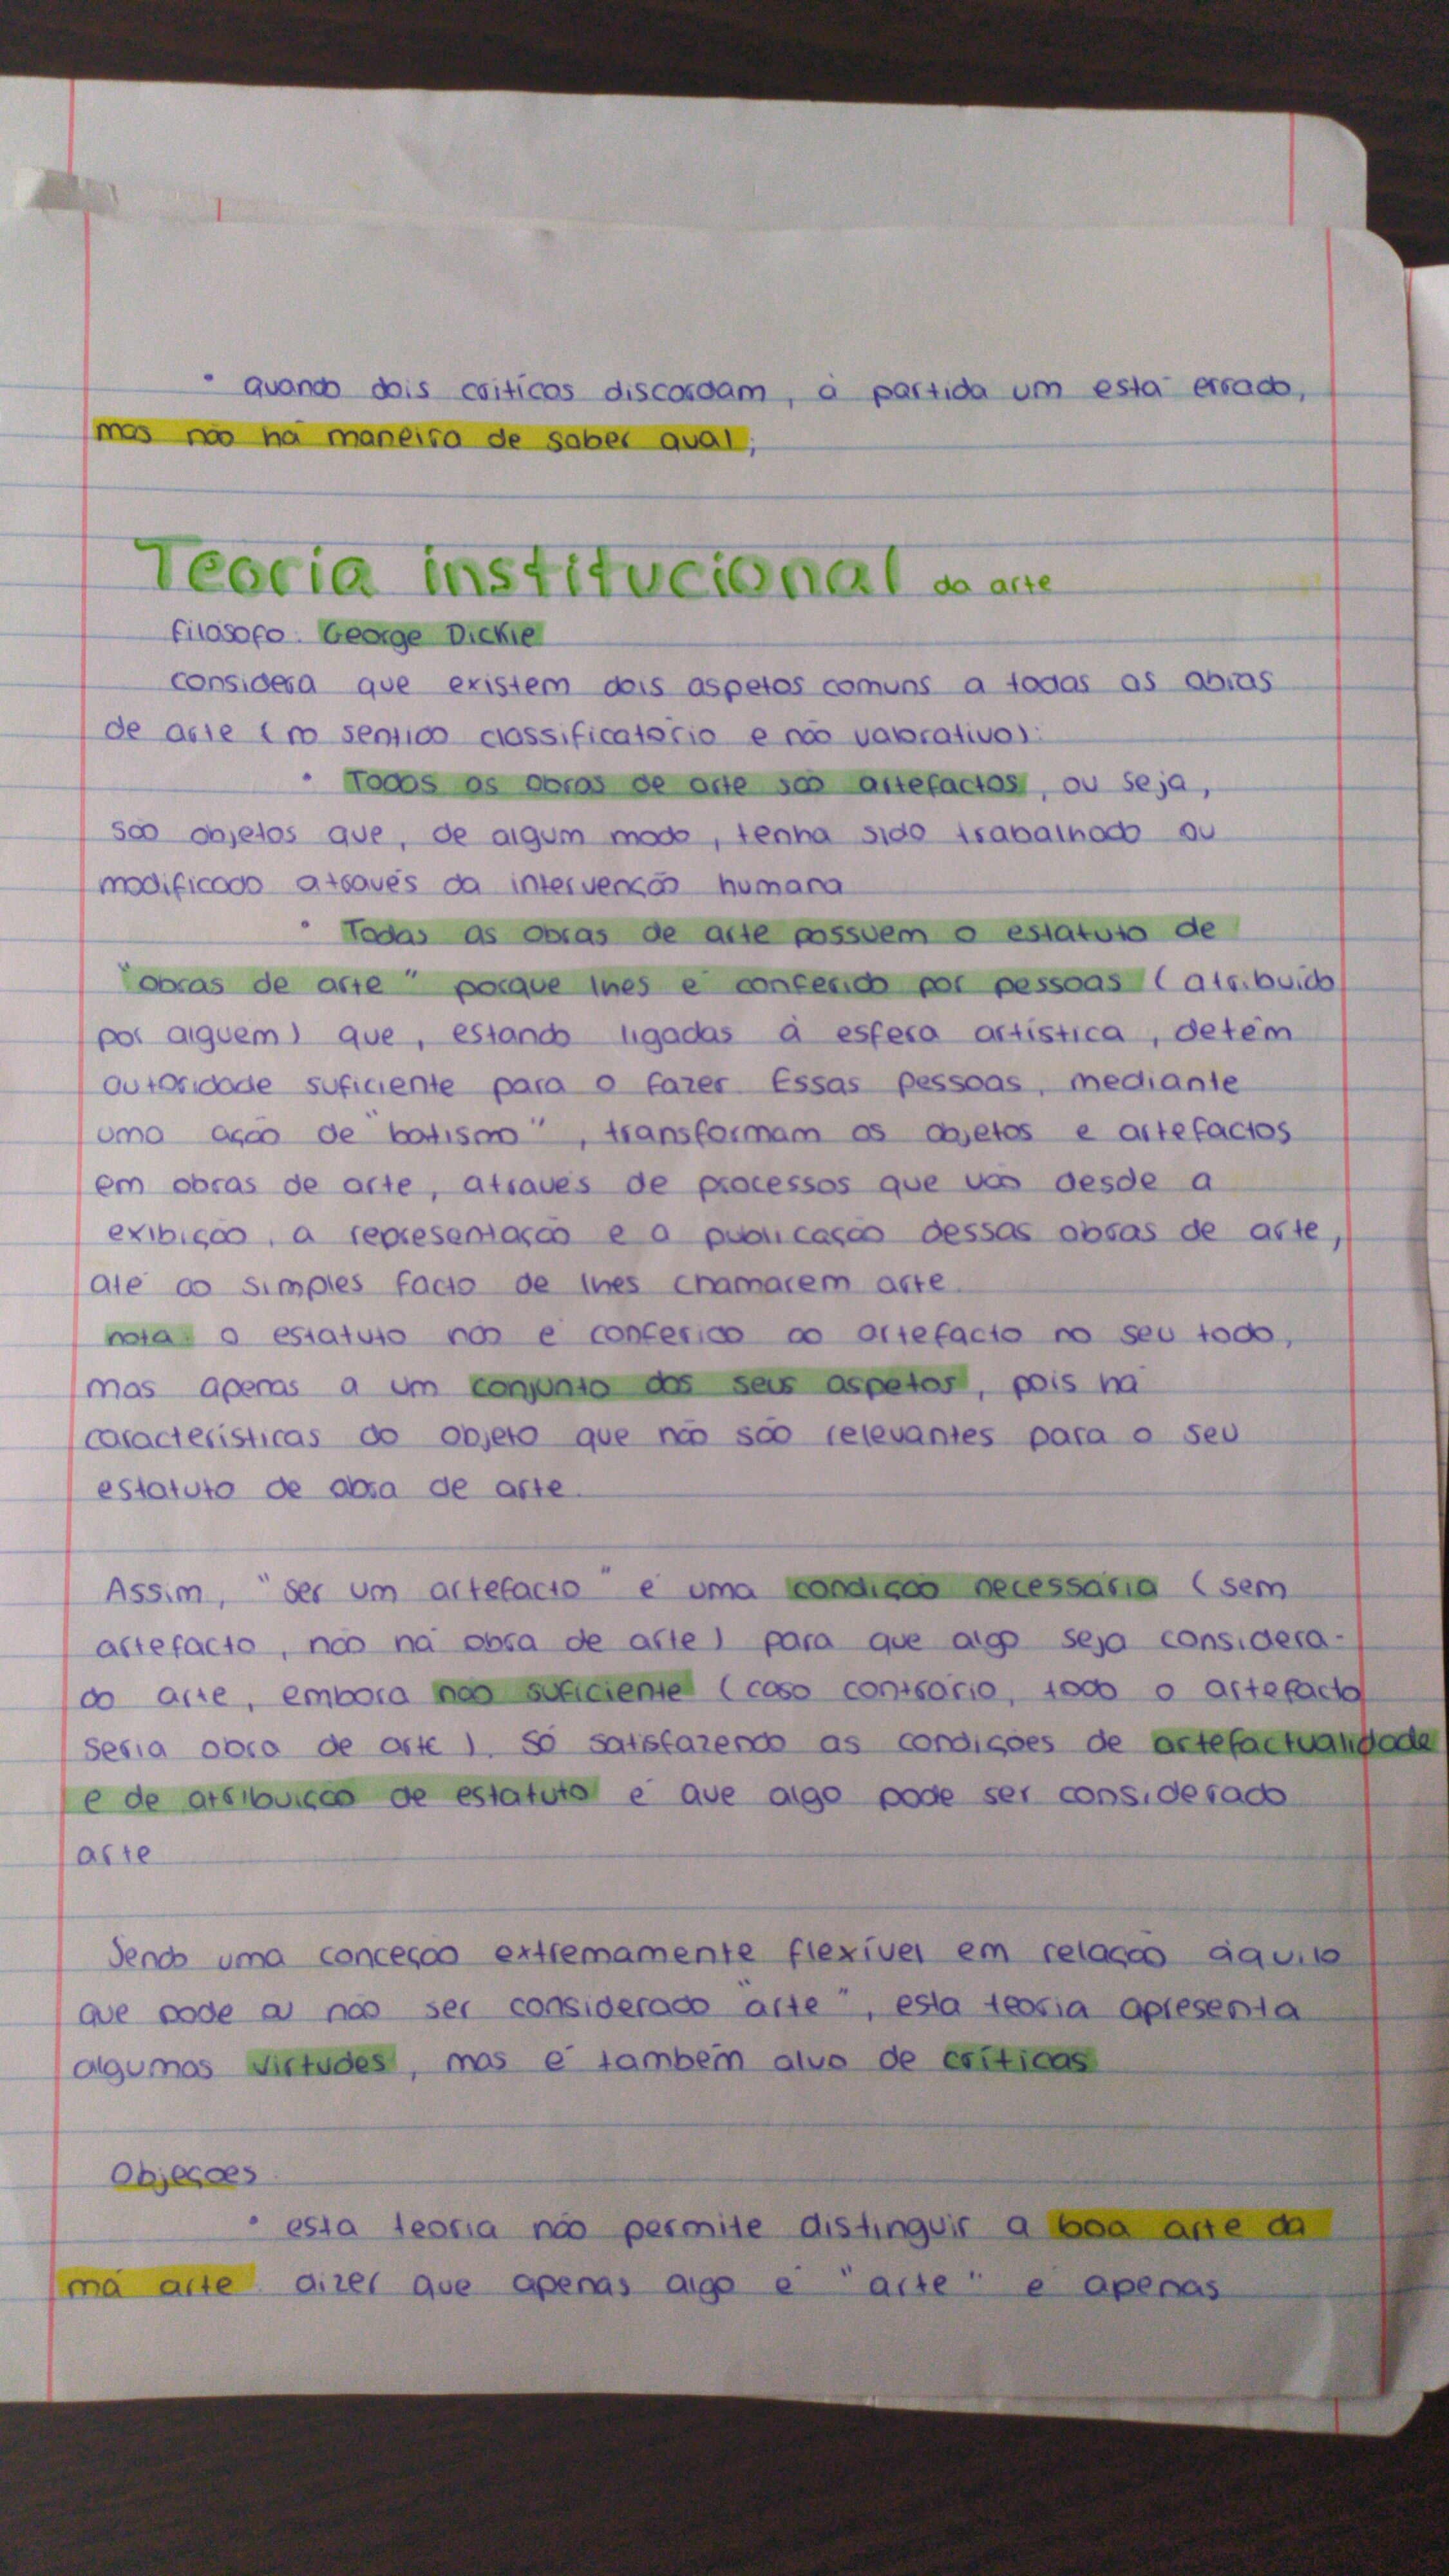 • quando dois críticos discordam, à partida um está errado,
mas não há maneira de saber qual;
Teoria institucional da arte
filósofo: George Dickie
considera que existem dois aspetos comuns a todas as obras
de arte (no sentido classificatório e não valorativo):
• Todas as obras de arte são artefactos, ou seja,
são objetos que, de algum modo, tenha sido trabalhado ou
modificado através da intervenção humana
• Todas as obras de arte possuem o estatuto de
"obras de arte" porque lhes é conferido por pessoas (atribuído
por alguém) que, estando ligadas à esfera artística, detêm
autoridade suficiente para o fazer. Essas pessoas, mediante
uma ação de "batismo", transformam os objetos e artefactos
em obras de arte, através de processos que vão desde a
exibição, a representação e a publicação dessas obras de arte,
até ao simples facto de lhes chamarem arte.
nota: o estatuto não é conferido ao artefacto no seu todo,
mas apenas a um conjunto dos seus aspetos, pois há
características do objeto que não são relevantes para o seu
estatuto de obra de arte.
Assim, "ser um artefacto" é uma condição necessária (sem
artefacto, não há obra de arte) para que algo seja considera-
do arte, embora não suficiente (caso contrário, todo o artefacto
seria obra de arte). Só satisfazendo as condições de artefactualidade
e de atribuição de estatuto é que algo pode ser considerado
arte
Sendo uma conceção extremamente flexível em relação àquilo
que pode ou não ser considerado "arte", esta teoria apresenta
algumas virtudes, mas é também alvo de críticas
Objeções
• esta teoria não permite distinguir a boa arte da
má arte. dizer que apenas algo é "arte" é apenas